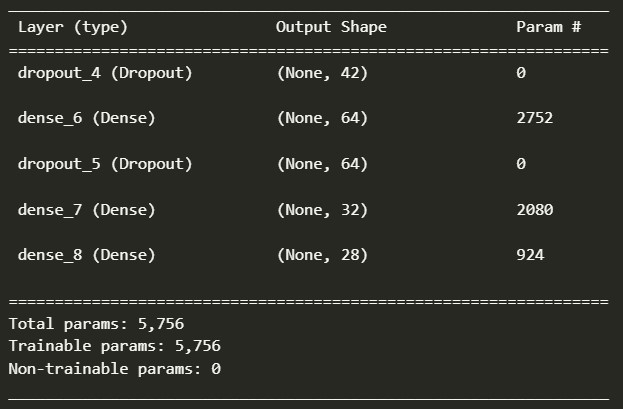 Layer (type) Output Shape Param #
=================================================================
dropout_4 (Dropout) (None, 42) 0
dense_6 (Dense) (None, 64) 2752
dropout_5 (Dropout) (None, 64) 0
dense_7 (Dense) (None, 32) 2080
dense_8 (Dense) (None, 28) 924
=================================================================
Total params: 5,756
Trainable params: 5,756
Non-trainable params: 0